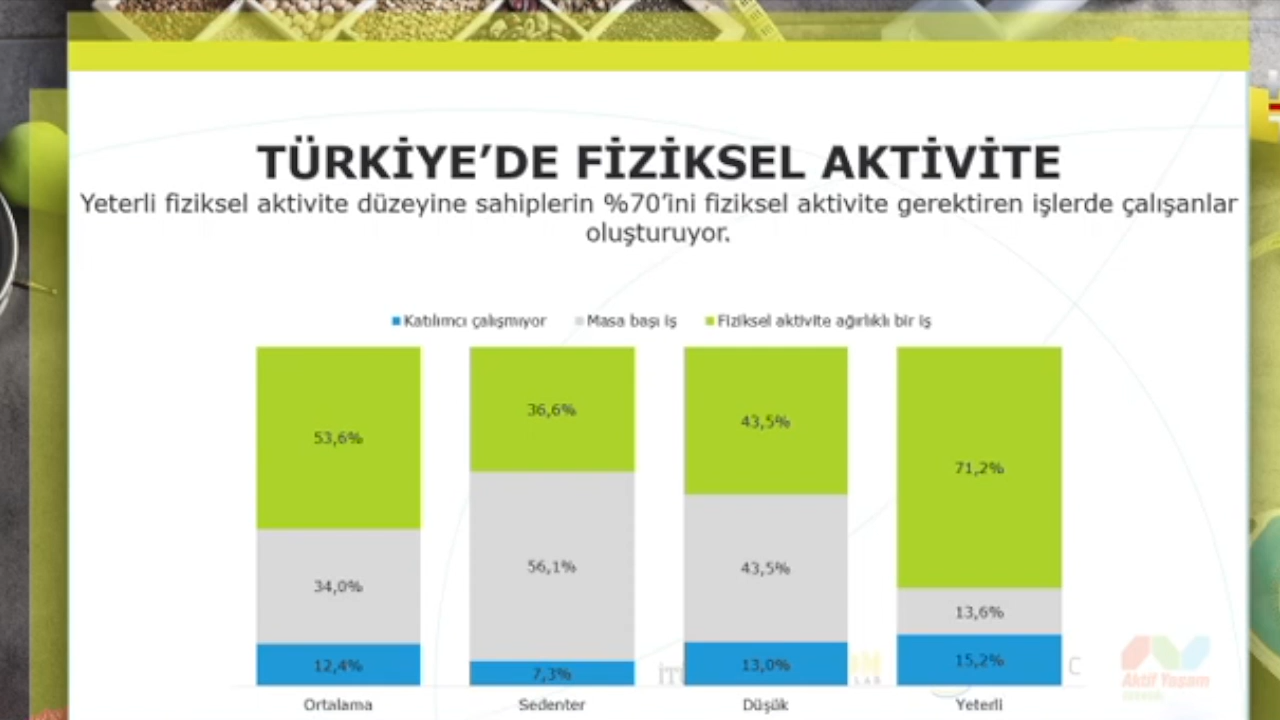 TÜRKİYE’DE FİZİKSEL AKTİVİTE
Yeterli fiziksel aktivite düzeyine sahiplerin %70’ini fiziksel aktivite gerektiren işlerde çalışanlar
oluşturuyor.
Katılımcı çalışmıyor Masa başı iş Fiziksel aktivite ağırlıklı bir iş
53,6% 36,6% 43,5% 71,2%
34,0% 56,1% 43,5% 13,6%
12,4% 7,3% 13,0% 15,2%
Ortalama Sedenter Düşük Yeterli
Aktif Yaşam